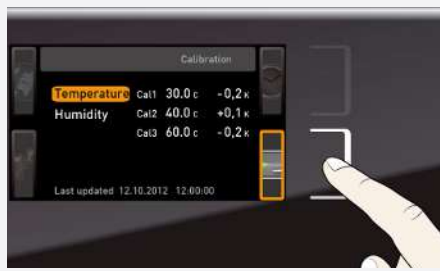 Calibration
Temperature Cal1 30.0 c -0,2 K
Humidity Cal2 40.0 c +0,1 K
Cal3 60.0 c -0,2 K
Last updated 12.10.2012 12:00:00